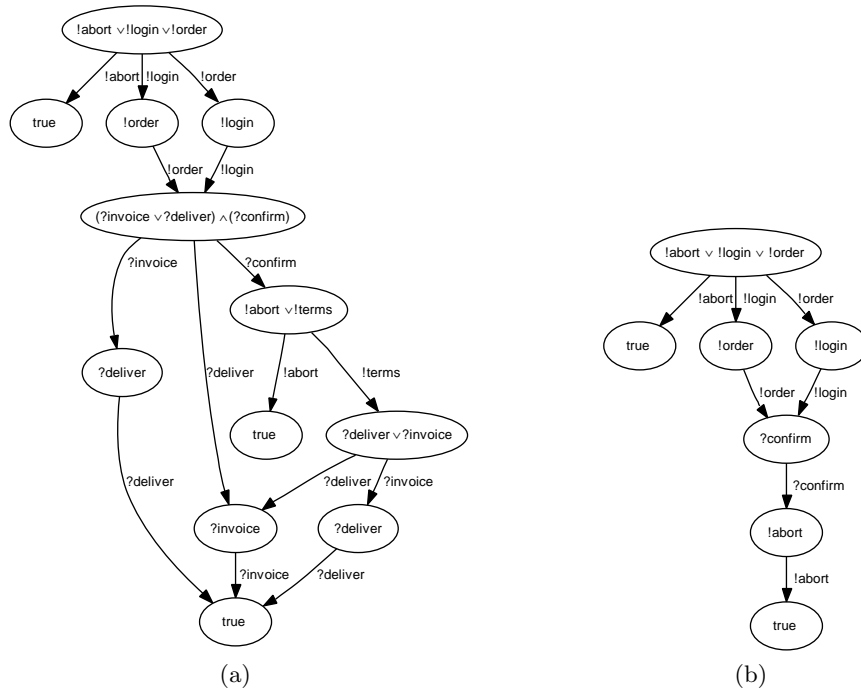 !abort ∨!login ∨!order
!abort
!login
!order
true
!order
!login
!order
!login
(?invoice ∨?deliver) ∧(?confirm)
?invoice
?confirm
!abort ∨!terms
?deliver
?deliver
!abort
!terms
true
?deliver ∨?invoice
?deliver
?deliver
?invoice
?invoice
?deliver
?invoice
?deliver
true
(a)
!abort ∨ !login ∨ !order
!abort
!login
!order
true
!order
!login
!order
!login
?confirm
?confirm
!abort
!abort
true
(b)